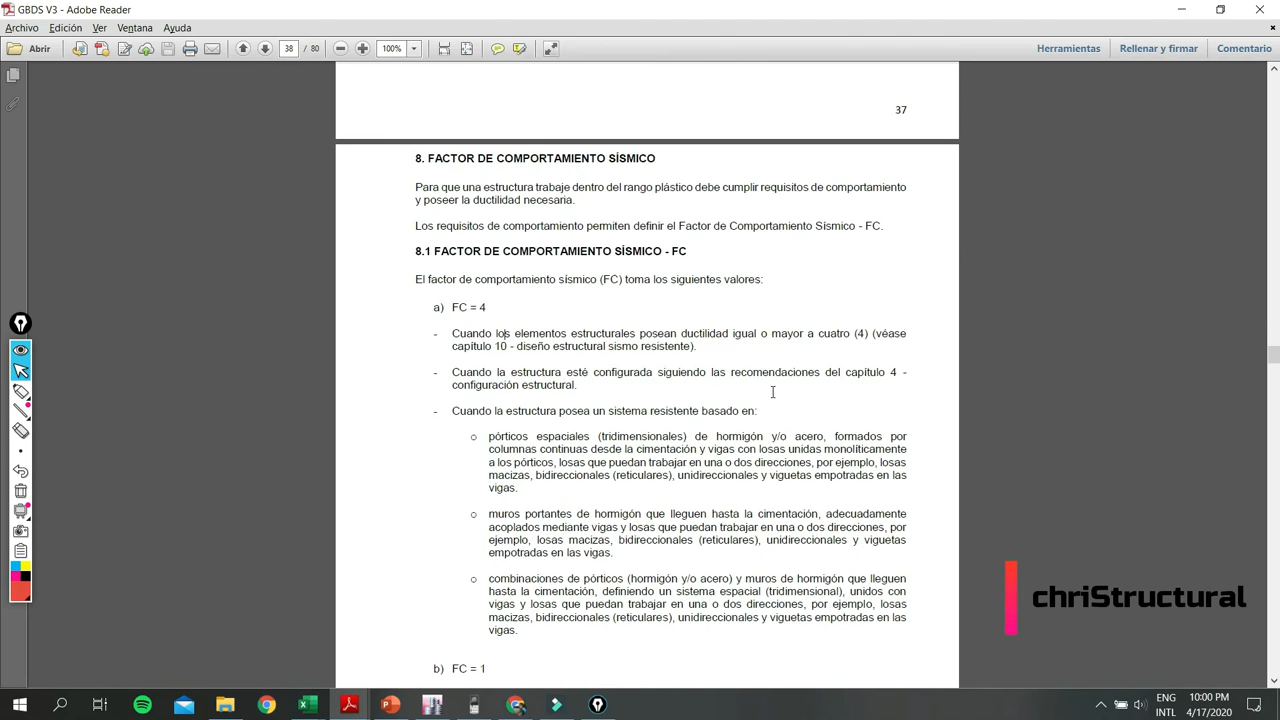 GBDS V3 - Adobe Reader
Archivo Edición Ver Ventana Ayuda
Abrir 38 / 80 100% Herramientas Rellenar y firmar Comentario
37
8. FACTOR DE COMPORTAMIENTO SÍSMICO
Para que una estructura trabaje dentro del rango plástico debe cumplir requisitos de comportamiento
y poseer la ductilidad necesaria.
Los requisitos de comportamiento permiten definir el Factor de Comportamiento Sísmico - FC.
8.1 FACTOR DE COMPORTAMIENTO SÍSMICO - FC
El factor de comportamiento sísmico (FC) toma los siguientes valores:
a) FC = 4
- Cuando los elementos estructurales posean ductilidad igual o mayor a cuatro (4) (véase
capítulo 10 - diseño estructural sismo resistente).
- Cuando la estructura esté configurada siguiendo las recomendaciones del capítulo 4 -
configuración estructural.
- Cuando la estructura posea un sistema resistente basado en:
o pórticos espaciales (tridimensionales) de hormigón y/o acero, formados por
columnas continuas desde la cimentación y vigas con losas unidas monolíticamente
a los pórticos, losas que puedan trabajar en una o dos direcciones, por ejemplo, losas
macizas, bidireccionales (reticulares), unidireccionales y viguetas empotradas en las
vigas.
o muros portantes de hormigón que lleguen hasta la cimentación, adecuadamente
acoplados mediante vigas y losas que puedan trabajar en una o dos direcciones, por
ejemplo, losas macizas, bidireccionales (reticulares), unidireccionales y viguetas
empotradas en las vigas.
o combinaciones de pórticos (hormigón y/o acero) y muros de hormigón que lleguen
hasta la cimentación, definiendo un sistema espacial (tridimensional), unidos con
vigas y losas que puedan trabajar en una o dos direcciones, por ejemplo, losas
macizas, bidireccionales (reticulares), unidireccionales y viguetas empotradas en las
vigas.
b) FC = 1
chriStructural
ENG 10:00 PM
INTL 4/17/2020